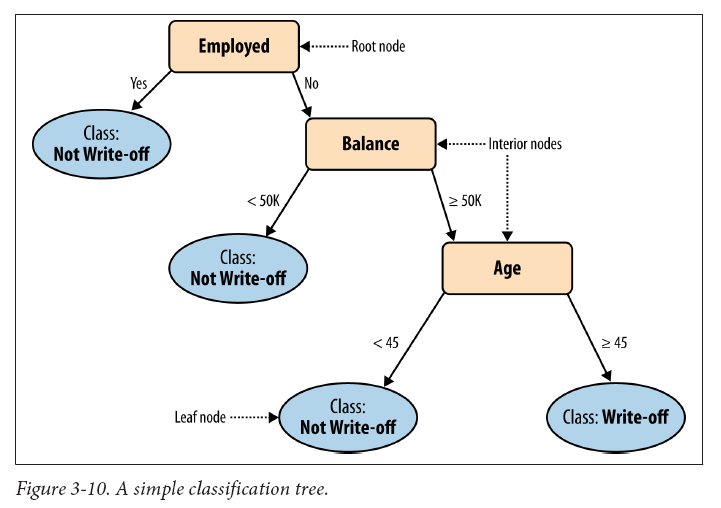 Employed
Root node
Yes
No
Class:
Not Write-off
Balance
Interior nodes
< 50K
≥ 50K
Class:
Not Write-off
Age
< 45
≥ 45
Leaf node
Class:
Not Write-off
Class: Write-off
Figure 3-10. A simple classification tree.